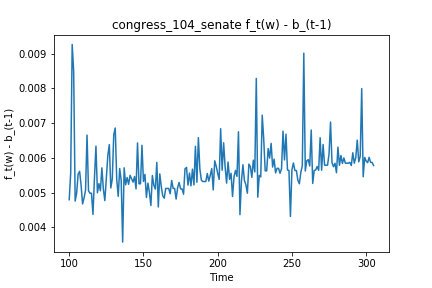 congress_104_senate f_t(w) - b_(t-1)
f_t(w) - b_(t-1)
0.009
0.008
0.007
0.006
0.005
0.004
100 150 200 250 300
Time